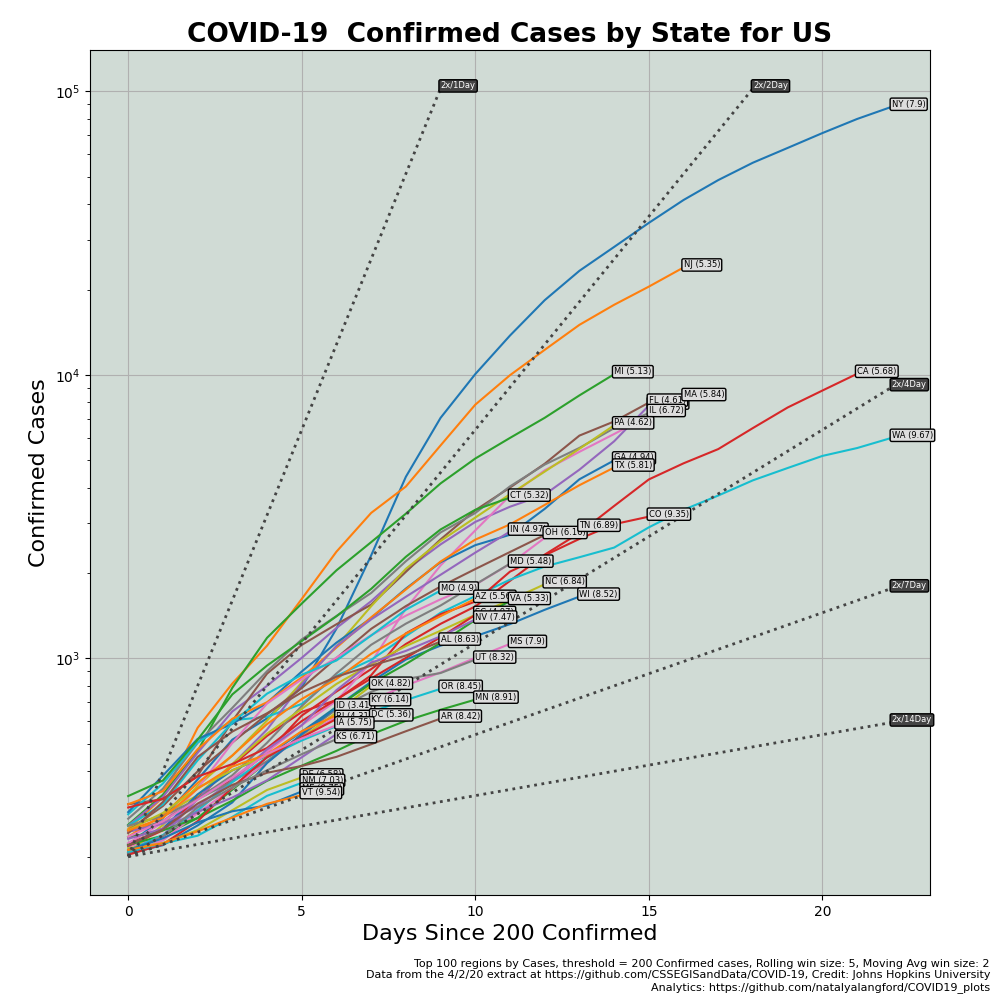 COVID-19  Confirmed Cases by State for US
2x/1Day
2x/2Day
NY (7.9)
NJ (5.35)
MI (5.13)
CA (5.68)
2x/4Day
MA (5.84)
FL (4.61)
IL (6.72)
PA (4.62)
WA (9.67)
GA (4.94)
TX (5.81)
CT (5.32)
CO (9.35)
TN (6.89)
IN (4.97)
OH (6.16)
MD (5.48)
NC (6.84)
2x/7Day
MO (4.9)
AZ (5.56)
VA (5.33)
WI (8.52)
NV (7.47)
AL (8.63)
MS (7.9)
UT (8.32)
OK (4.82)
OR (8.45)
KY (6.14)
MN (8.91)
ID (3.41)
DC (5.36)
AR (8.42)
IA (5.75)
2x/14Day
KS (6.71)
NM (7.03)
VT (9.54)
10⁵
10⁴
10³
Confirmed Cases
0 5 10 15 20
Days Since 200 Confirmed
Top 100 regions by Cases, threshold = 200 Confirmed cases, Rolling win size: 5, Moving Avg win size: 2
Data from the 4/2/20 extract at https://github.com/CSSEGISandData/COVID-19, Credit: Johns Hopkins University
Analytics: https://github.com/natalyalangford/COVID19_plots